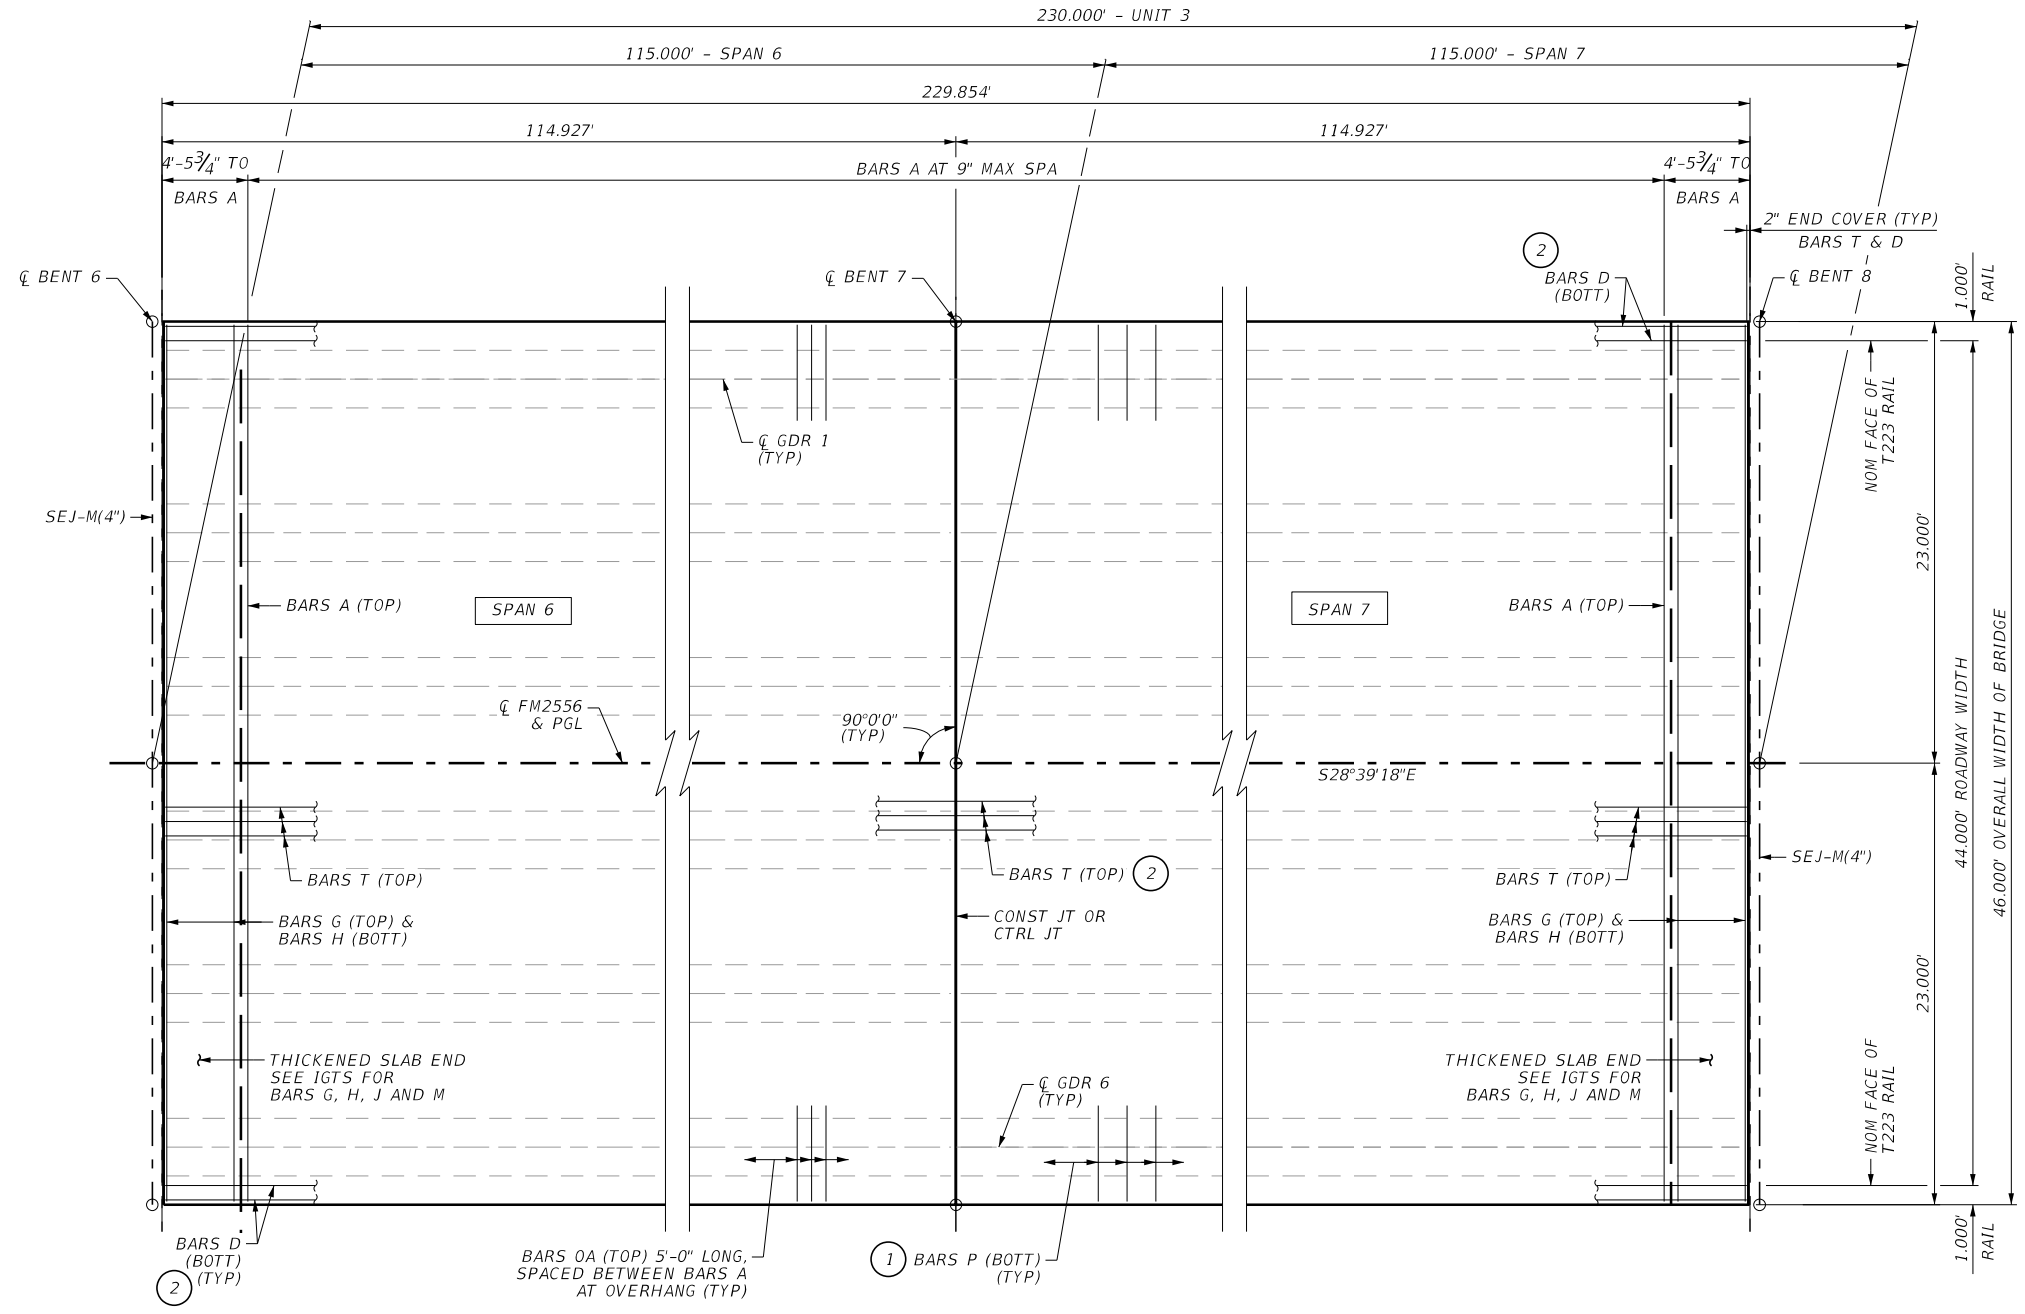 230.000' - UNIT 3
115.000' - SPAN 6
115.000' - SPAN 7
229.854'
114.927'
114.927'
4'-5 3/4" TO
BARS A
BARS A AT 9" MAX SPA
4'-5 3/4" TO
BARS A
2" END COVER (TYP)
BARS T & D
2
℄ BENT 6
℄ BENT 7
BARS D
(BOTT)
℄ BENT 8
1.000'
RAIL
℄ GDR 1
(TYP)
NOM FACE OF
T223 RAIL
SEJ-M(4")
23.000'
BARS A (TOP)
SPAN 6
SPAN 7
BARS A (TOP)
44.000' ROADWAY WIDTH
46.000' OVERALL WIDTH OF BRIDGE
℄ FM2556
& PGL
90°0'0"
(TYP)
S28°39'18"E
BARS T (TOP)
BARS T (TOP)
2
BARS T (TOP)
SEJ-M(4")
BARS G (TOP) &
BARS H (BOTT)
CONST JT OR
CTRL JT
BARS G (TOP) &
BARS H (BOTT)
23.000'
THICKENED SLAB END
SEE IGTS FOR
BARS G, H, J AND M
℄ GDR 6
(TYP)
THICKENED SLAB END
SEE IGTS FOR
BARS G, H, J AND M
NOM FACE OF
T223 RAIL
BARS D
(BOTT)
(TYP)
2
BARS OA (TOP) 5'-0" LONG,
SPACED BETWEEN BARS A
AT OVERHANG (TYP)
1
BARS P (BOTT)
(TYP)
1.000'
RAIL